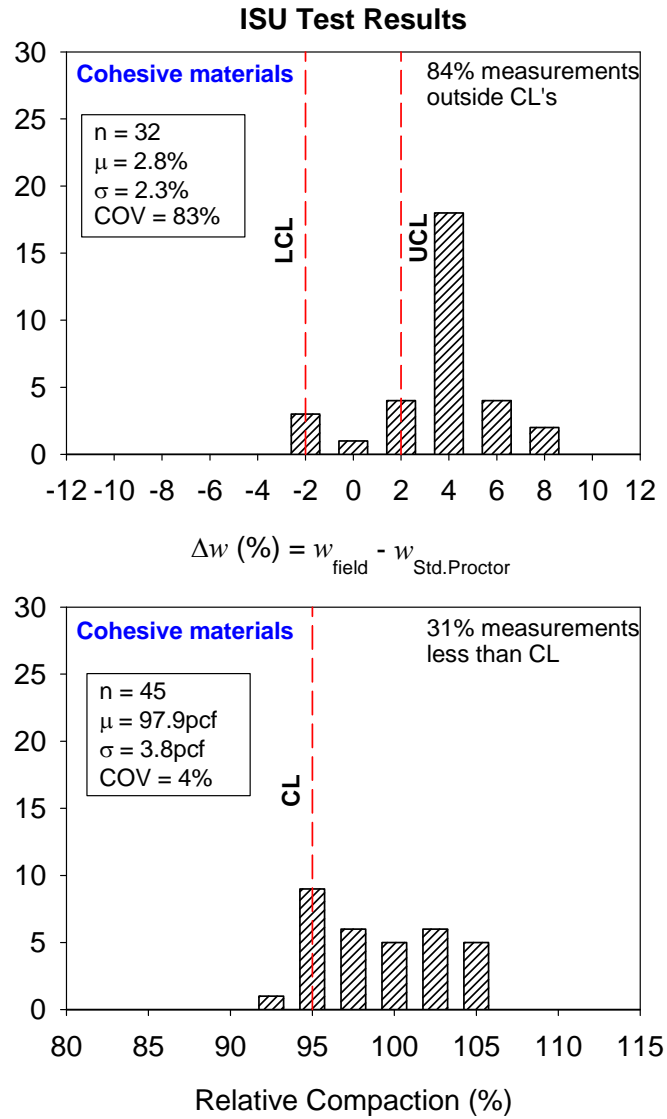 ISU Test Results
30
25
20
15
10
5
0
Cohesive materials
84% measurements
outside CL's
n = 32
μ = 2.8%
σ = 2.3%
COV = 83%
LCL
UCL
-12 -10 -8 -6 -4 -2 0 2 4 6 8 10 12
Δw (%) = w field - w Std.Proctor
30
25
20
15
10
5
0
Cohesive materials
31% measurements
less than CL
n = 45
μ = 97.9pcf
σ = 3.8pcf
COV = 4%
CL
80 85 90 95 100 105 110 115
Relative Compaction (%)